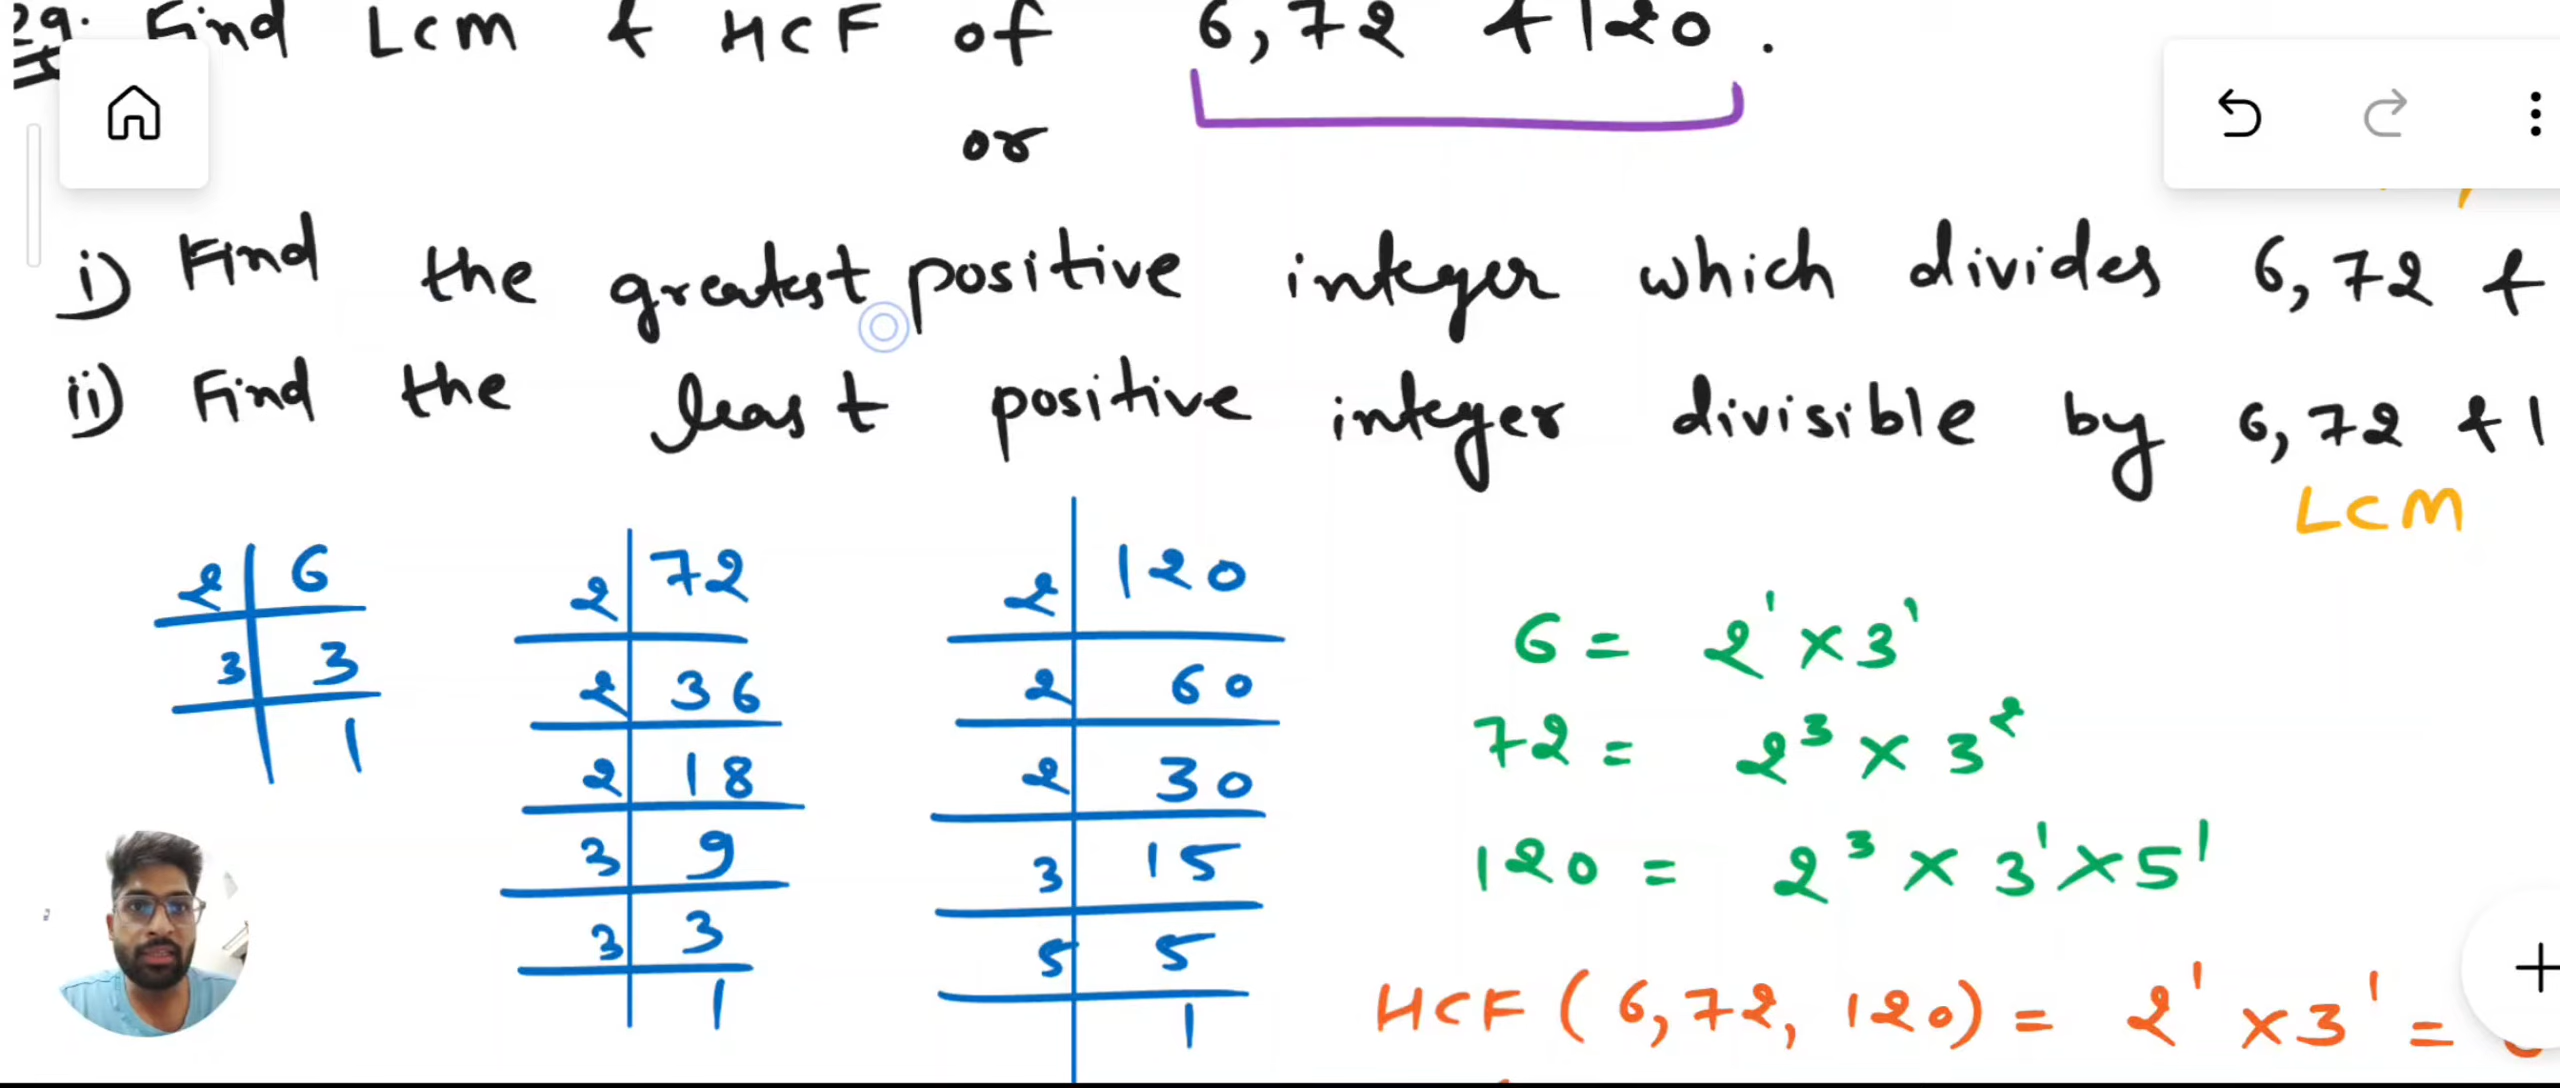 29. Find LCM & HCF of 6, 72 & 120.
or
i) Find the greatest positive integer which divides 6, 72 &
ii) Find the least positive integer divisible by 6, 72 & 1
LCM
2 | 6
3 | 3
1
2 | 72
2 | 36
2 | 18
3 | 9
3 | 3
1
2 | 120
2 | 60
2 | 30
3 | 15
5 | 5
1
6 = 2¹ × 3¹
72 = 2³ × 3²
120 = 2³ × 3¹ × 5¹
HCF (6, 72, 120) = 2¹ × 3¹ =